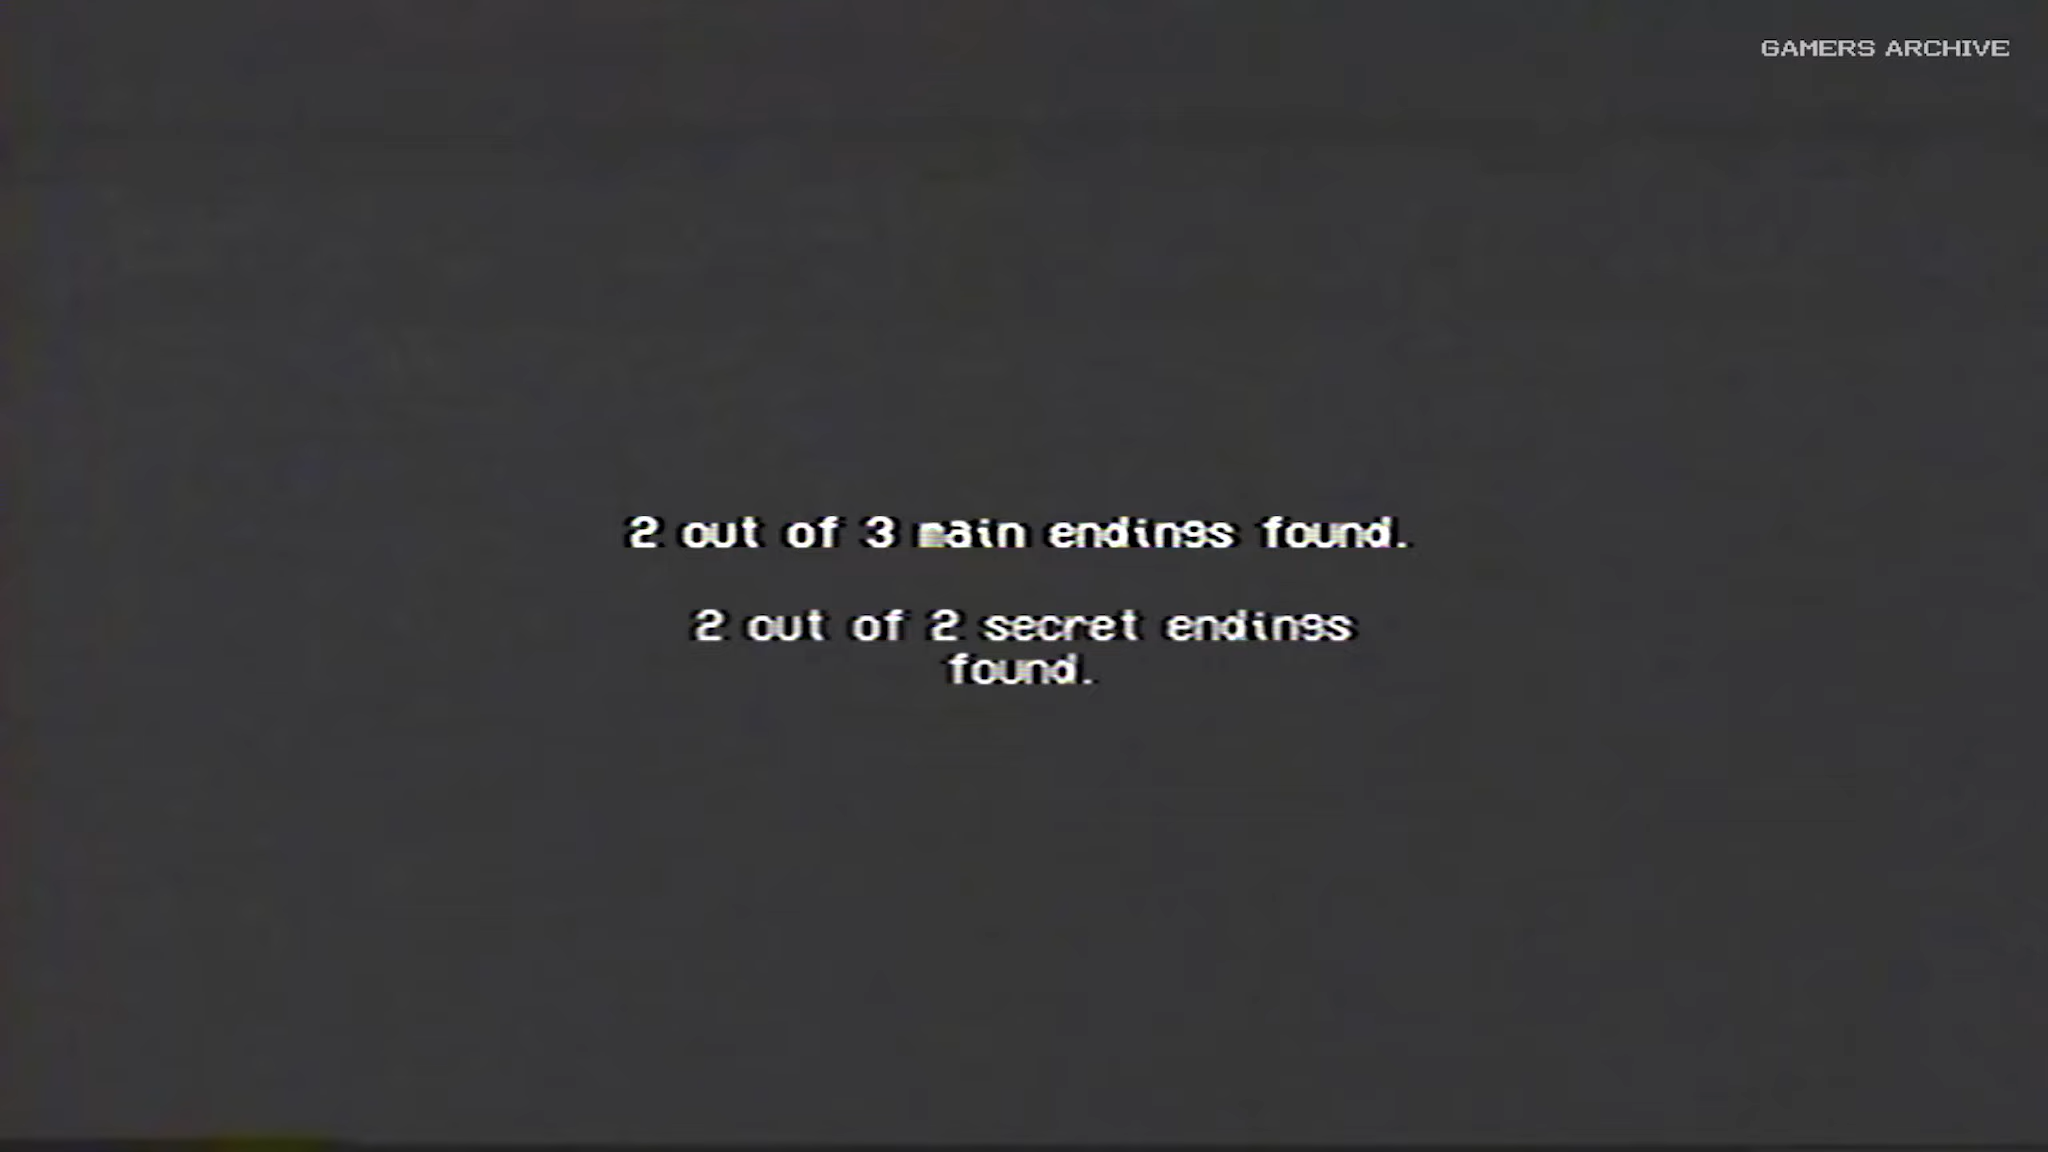 GAMERS ARCHIVE
2 out of 3 main endings found.
2 out of 2 secret endings
found.